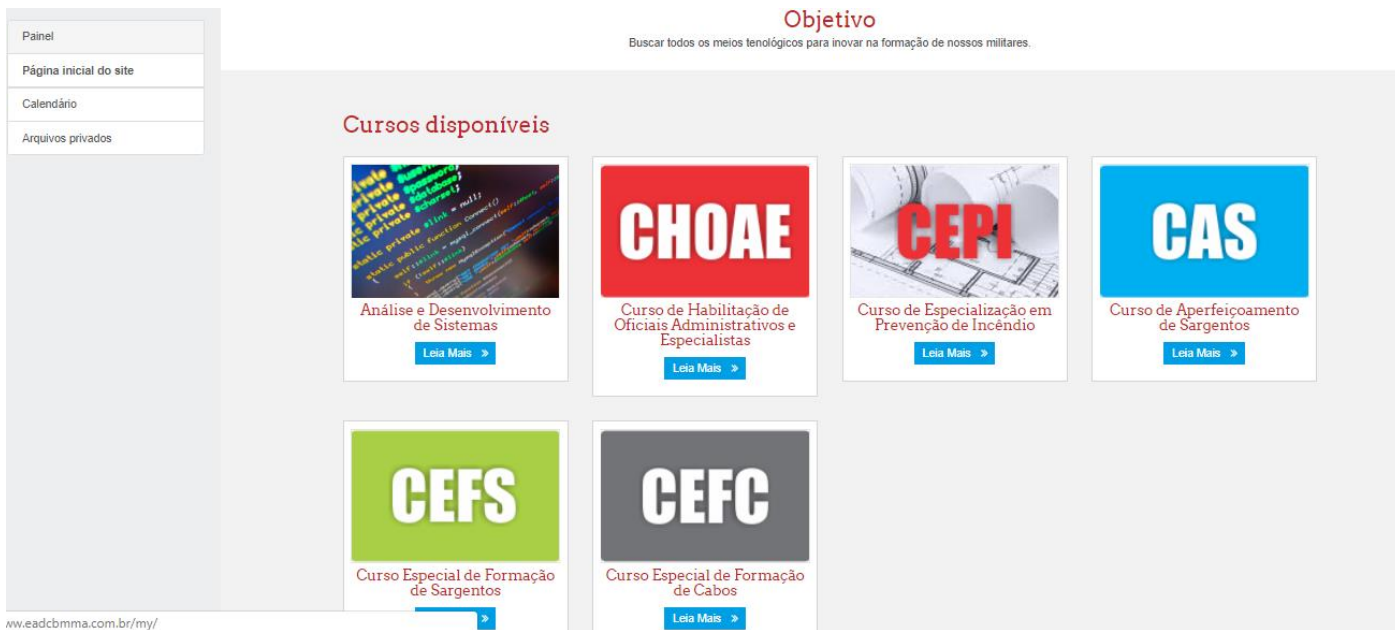 Painel
Página inicial do site
Calendário
Arquivos privados
Objetivo
Buscar todos os meios tenológicos para inovar na formação de nossos militares.
Cursos disponíveis
Análise e Desenvolvimento
de Sistemas
Leia Mais »
CHOAE
Curso de Habilitação de
Oficiais Administrativos e
Especialistas
Leia Mais »
CEPI
Curso de Especialização em
Prevenção de Incêndio
Leia Mais »
CAS
Curso de Aperfeiçoamento
de Sargentos
Leia Mais »
CEFS
Curso Especial de Formação
de Sargentos
»
CEFC
Curso Especial de Formação
de Cabos
Leia Mais »
.eadcbmma.com.br/my/